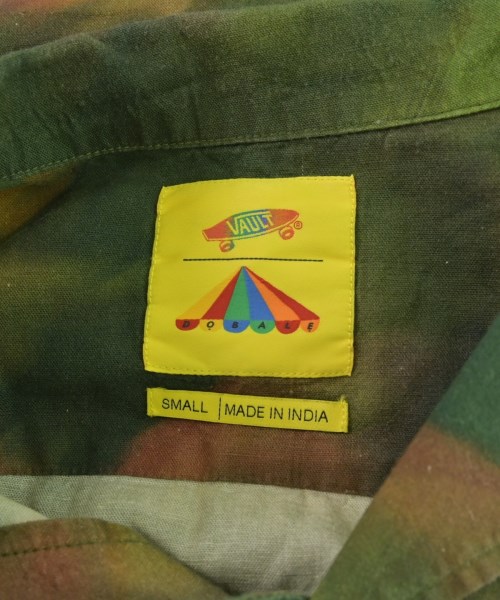 VAULT ®
DOBALE
SMALL | MADE IN INDIA